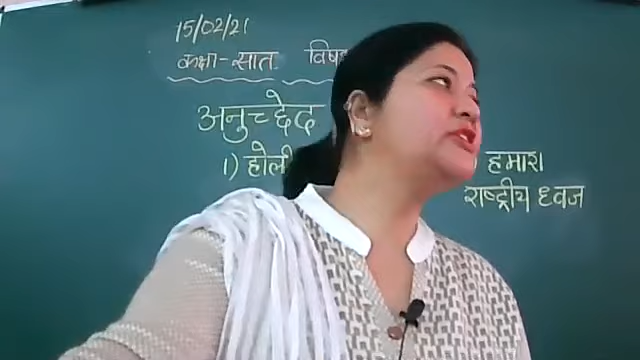 15/02/21
कक्षा-सात
अनुच्छेद
1) होली
हमारा
राष्ट्रीय ध्वज